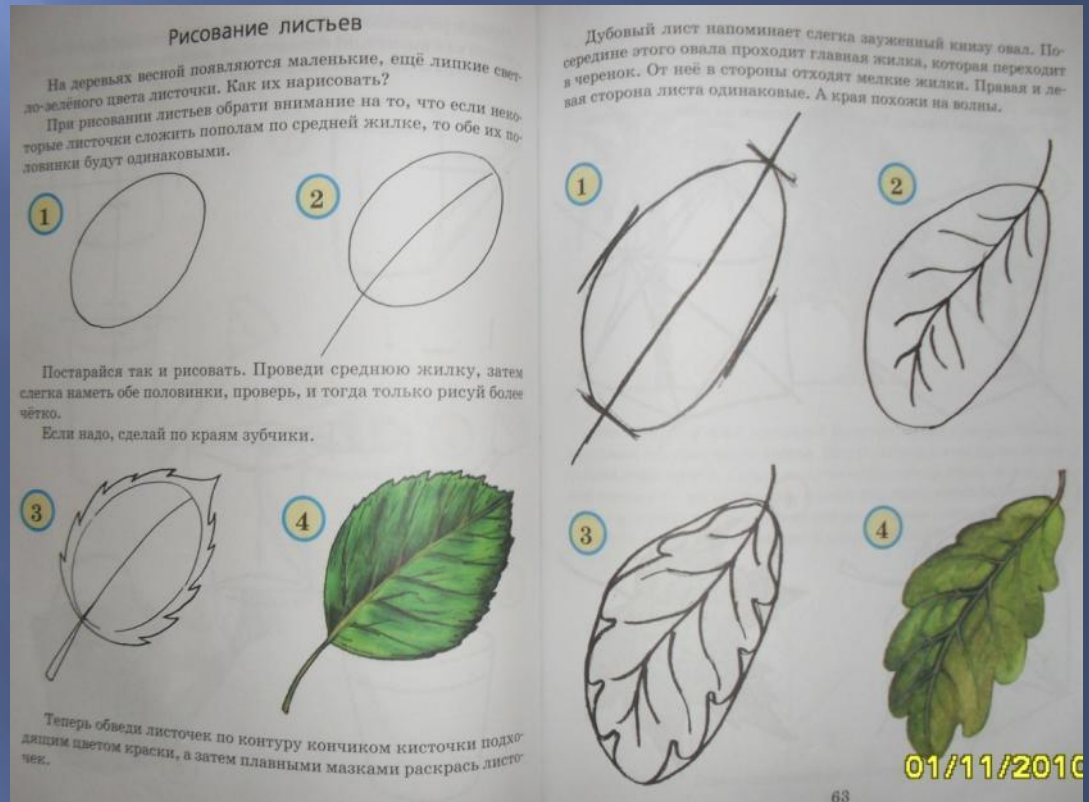 Рисование листьев
На деревьях весной появляются маленькие, ещё липкие свет-
ло-зелёного цвета листочки. Как их нарисовать?
При рисовании листьев обрати внимание на то, что если неко-
торые листочки сложить пополам по средней жилке, то обе их по-
ловинки будут одинаковыми.
1
2
Постарайся так и рисовать. Проведи среднюю жилку, затем
слегка наметь обе половинки, проверь, и тогда только рисуй более
чётко.
Если надо, сделай по краям зубчики.
3
4
Теперь обведи листочек по контуру кончиком кисточки подхо-
дящим цветом краски, а затем плавными мазками раскрась листо-
чек.
Дубовый лист напоминает слегка зауженный книзу овал. По-
середине этого овала проходит главная жилка, которая переходит
в черенок. От неё в стороны отходят мелкие жилки. Правая и ле-
вая сторона листа одинаковые. А края похожи на волны.
1
2
3
4
63
01/11/2010